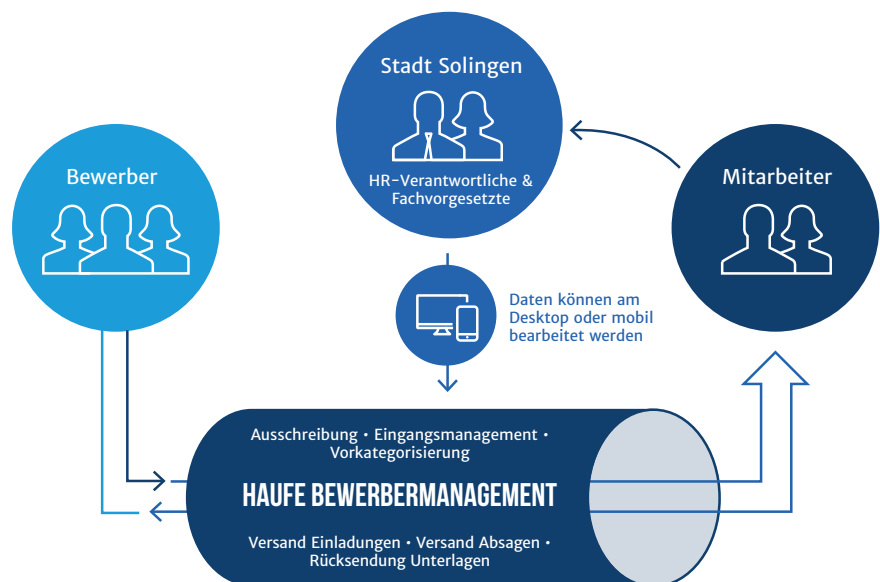 Stadt Solingen
HR-Verantwortliche &
Fachvorgesetzte
Bewerber
Mitarbeiter
Daten können am
Desktop oder mobil
bearbeitet werden
Ausschreibung • Eingangsmanagement •
Vorkategorisierung
HAUFE BEWERBERMANAGEMENT
Versand Einladungen • Versand Absagen •
Rücksendung Unterlagen